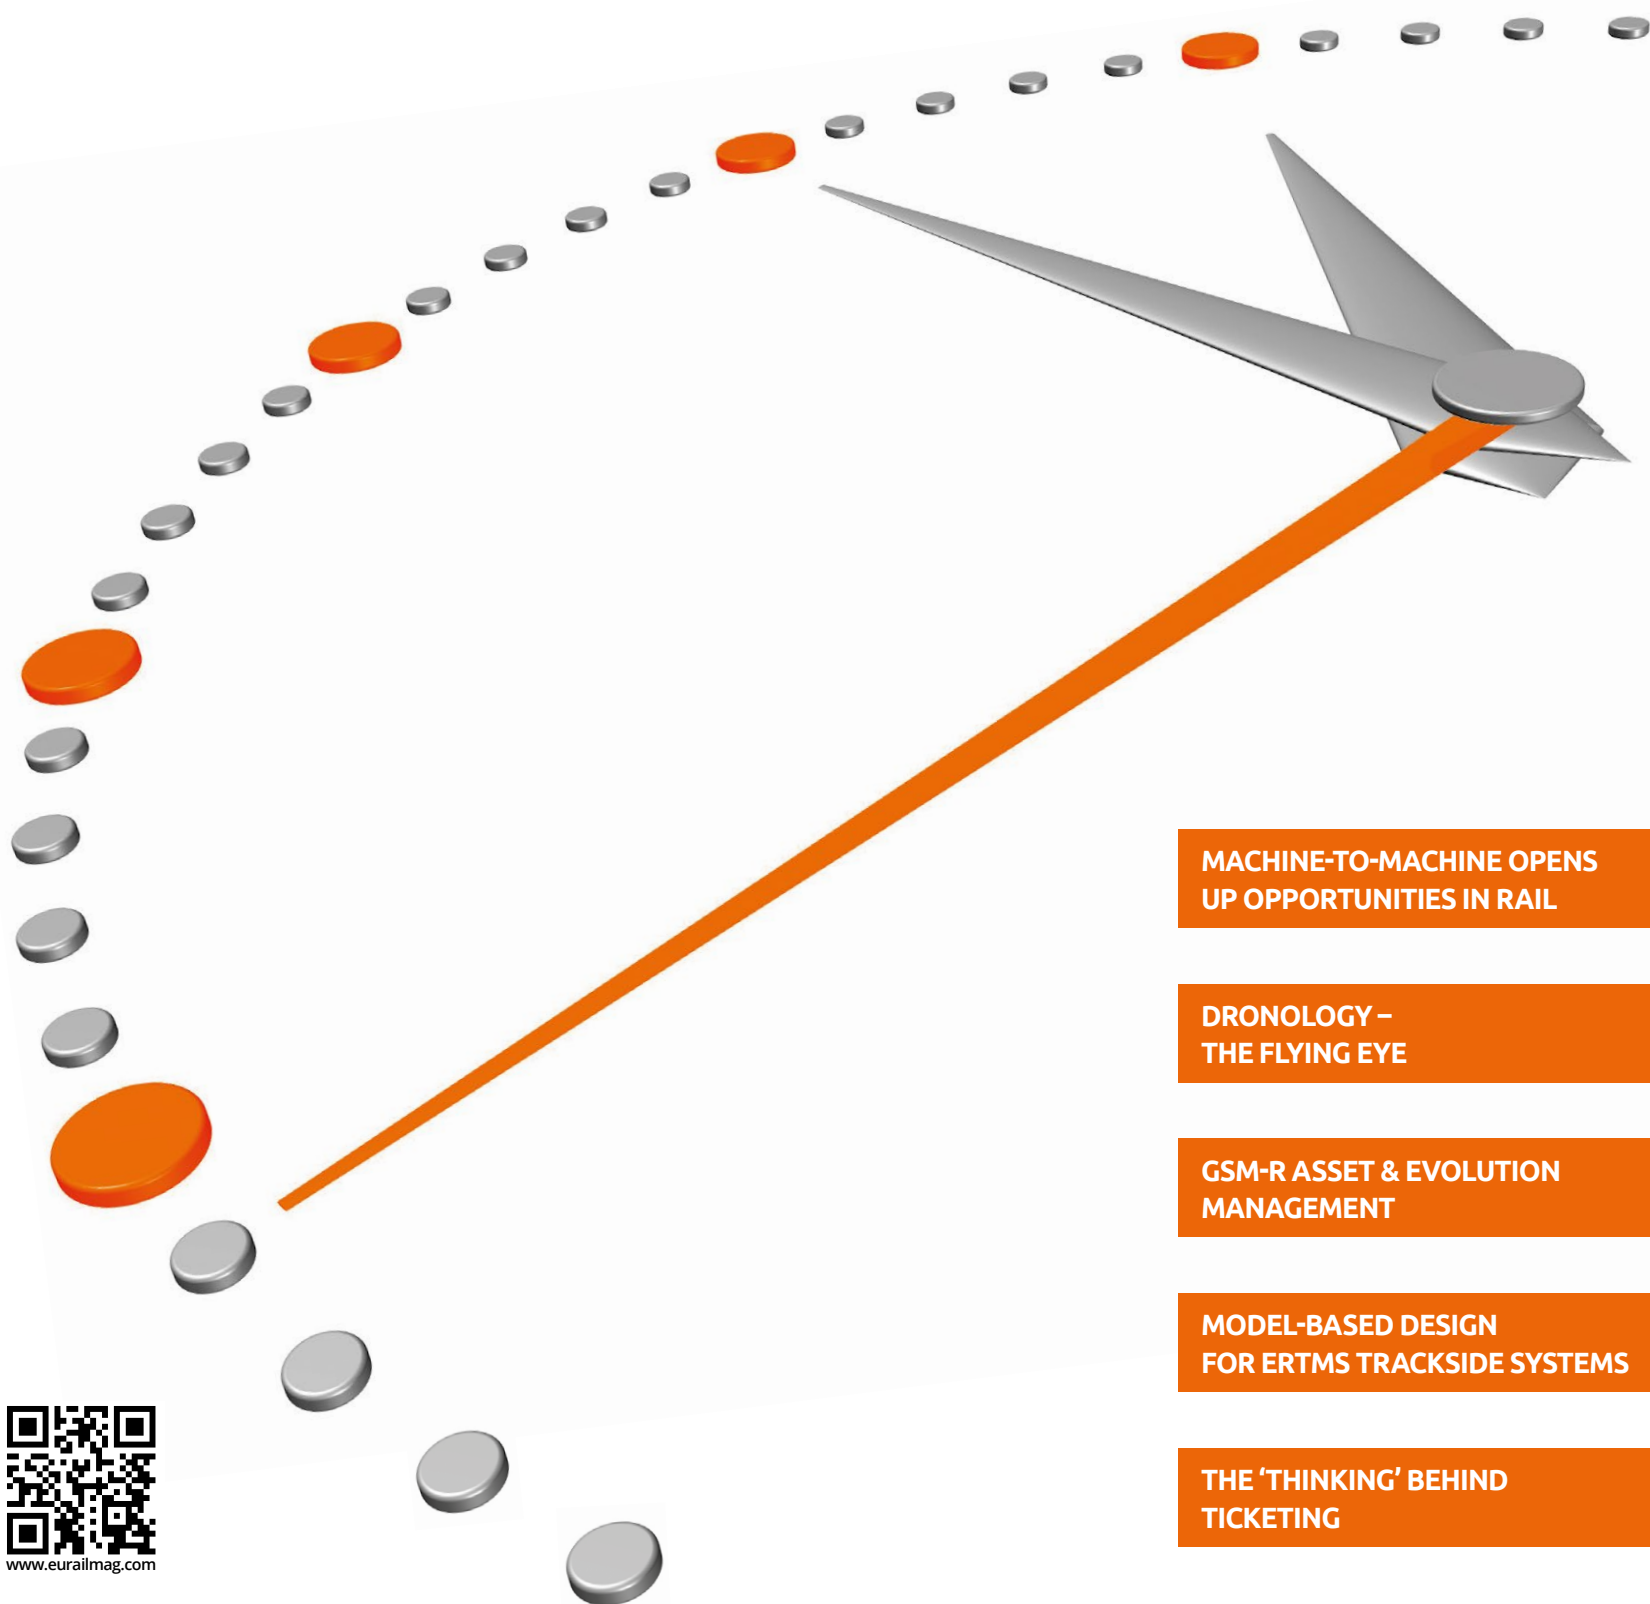 MACHINE-TO-MACHINE OPENS
UP OPPORTUNITIES IN RAIL
DRONOLOGY –
THE FLYING EYE
GSM-R ASSET & EVOLUTION
MANAGEMENT
MODEL-BASED DESIGN
FOR ERTMS TRACKSIDE SYSTEMS
THE ‘THINKING’ BEHIND
TICKETING
www.eurailmag.com